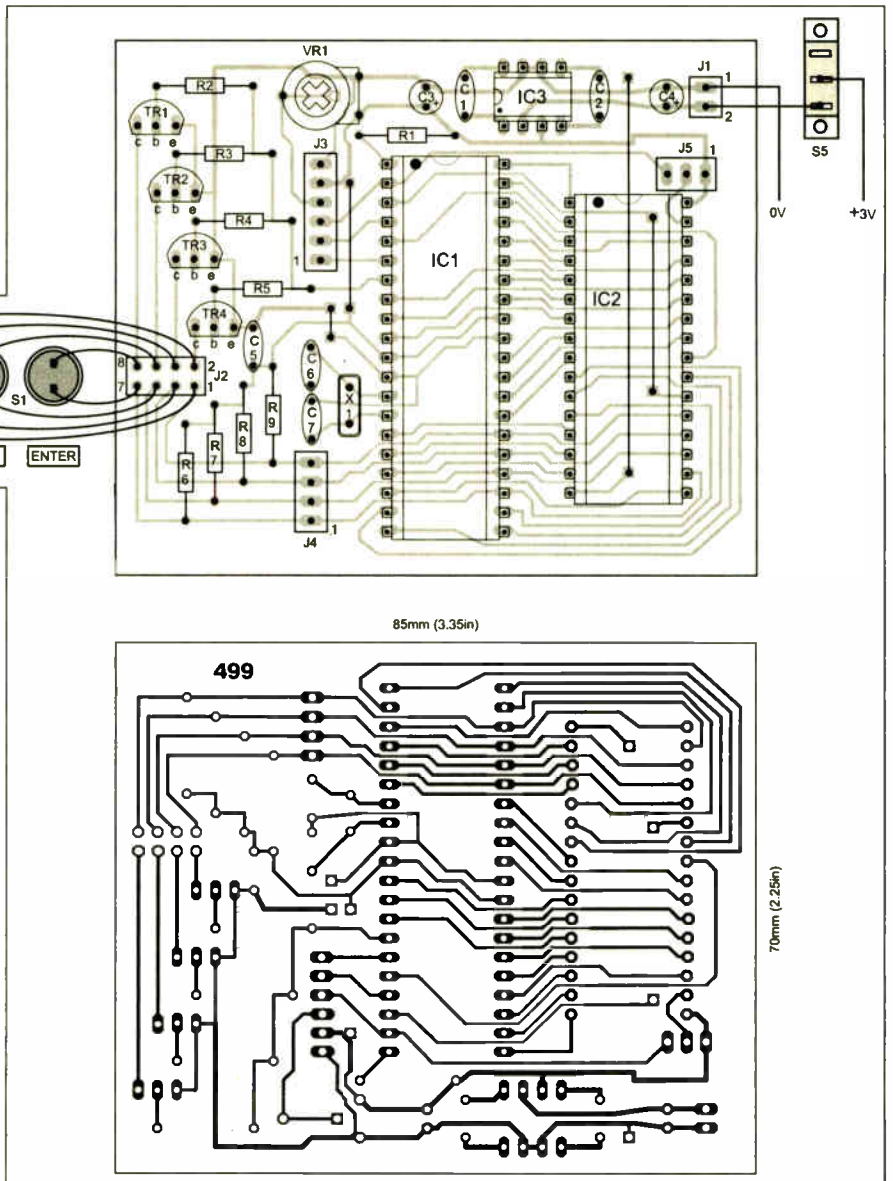 VR1
R2
C3+
C1
IC3
C2
C4+
J1
1
2
S5
TR1
c b e
R1
J3
J5
1
R3
TR2
c b e
0V
+3V
R4
IC1
TR3
c b e
1
R5
IC2
TR4
c b e
C5
8
2
J2
7
1
S1
C6
X1
C7
R9
R8
R7
R6
ENTER
1
J4
85mm (3.35in)
499
70mm (2.25in)